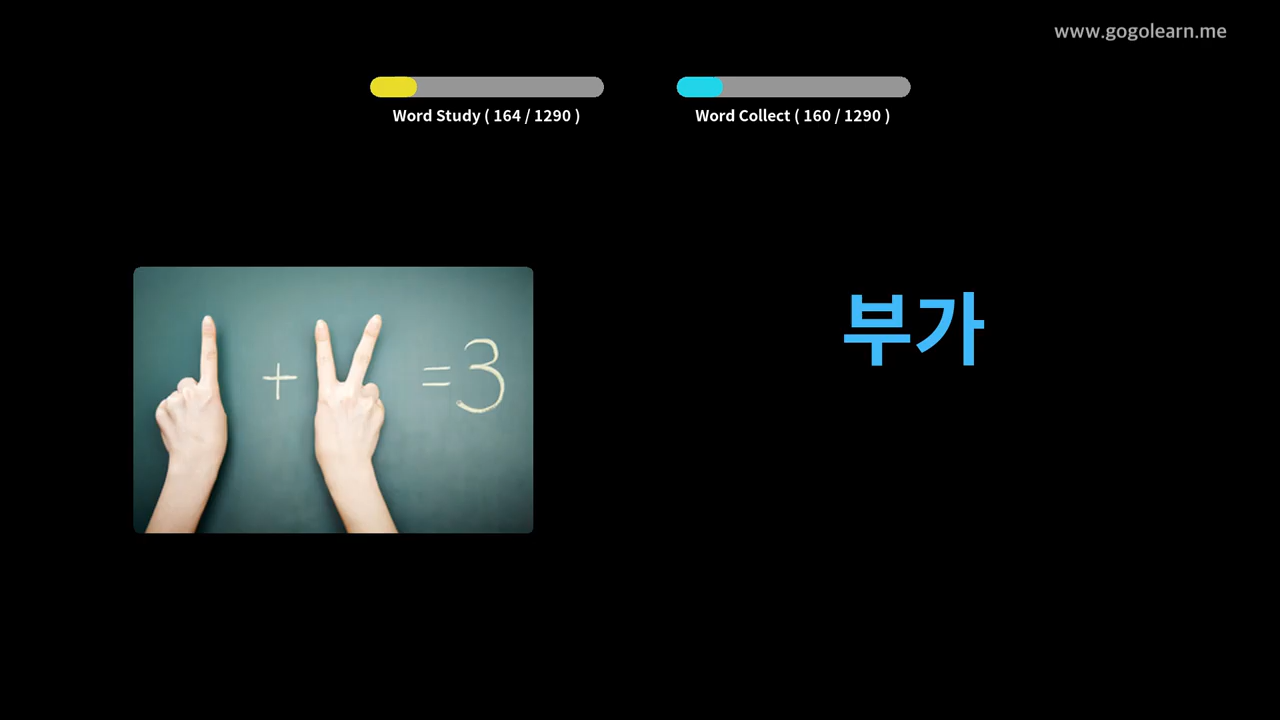 www.gogolearn.me
Word Study ( 164 / 1290 )
Word Collect ( 160 / 1290 )
+ =3
부가